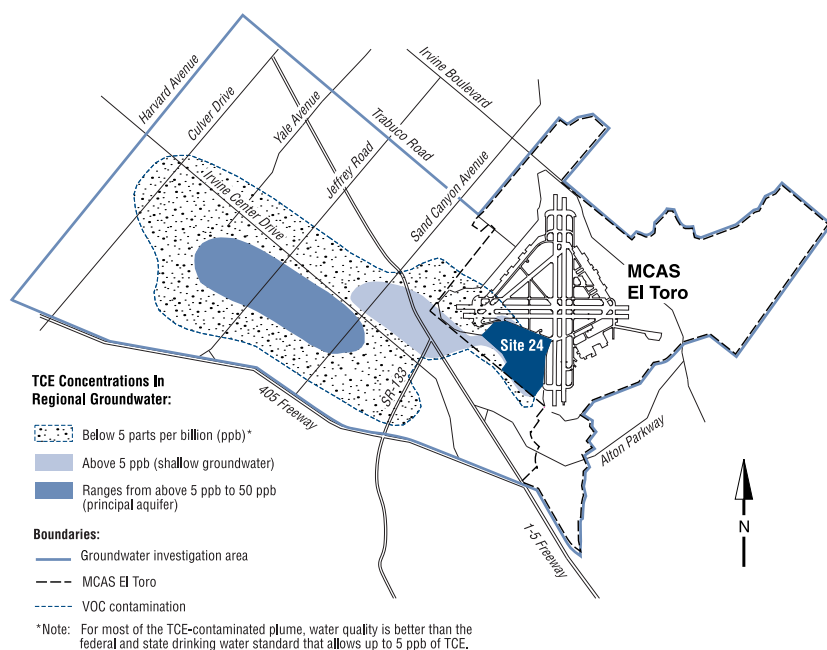 Harvard Avenue
Culver Drive
Yale Avenue
Irvine Center Drive
Jeffrey Road
Trabuco Road
Irvine Boulevard
Sand Canyon Avenue
MCAS
El Toro
Site 24
SR-133
405 Freeway
Alton Parkway
1-5 Freeway
N
TCE Concentrations In
Regional Groundwater:
Below 5 parts per billion (ppb)*
Above 5 ppb (shallow groundwater)
Ranges from above 5 ppb to 50 ppb
(principal aquifer)
Boundaries:
Groundwater investigation area
MCAS El Toro
VOC contamination
*Note: For most of the TCE-contaminated plume, water quality is better than the
federal and state drinking water standard that allows up to 5 ppb of TCE.